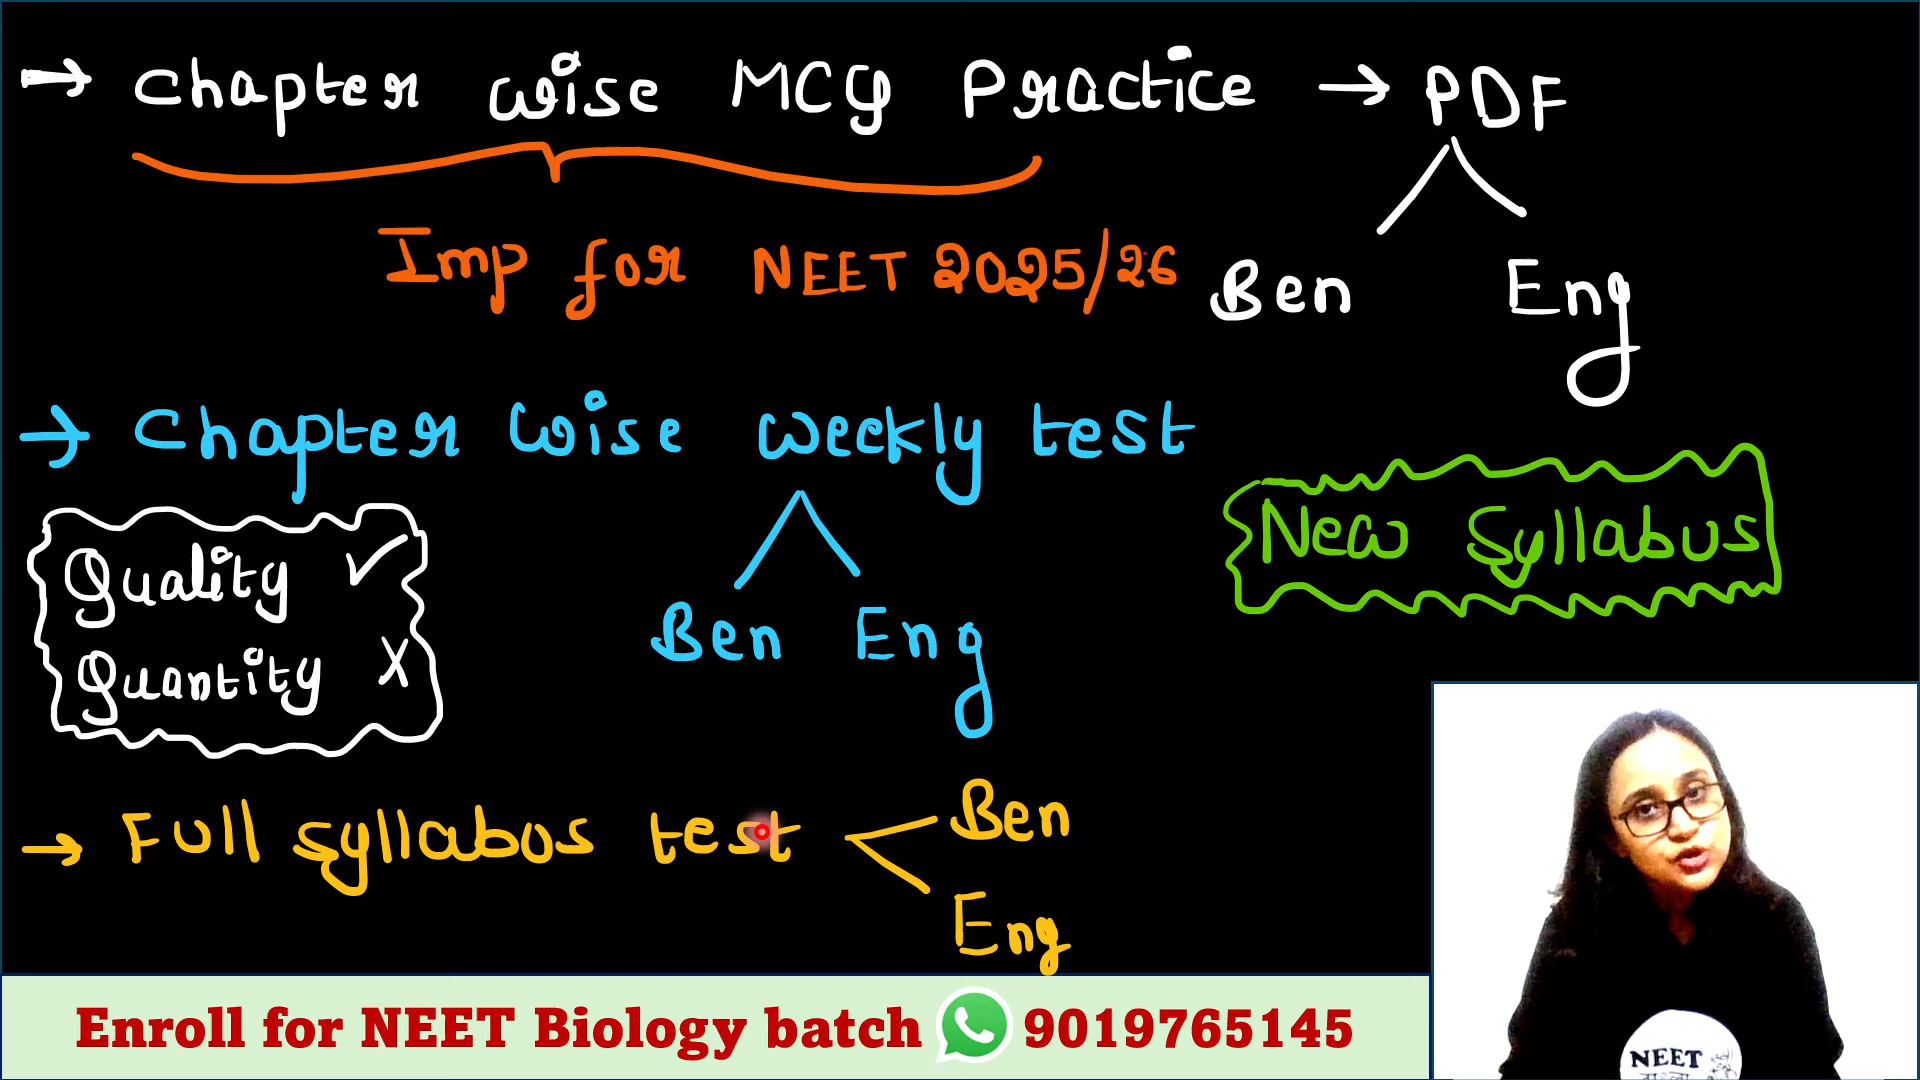 → Chapter wise MCQ Practice → PDF
Imp for NEET 2025/26
Ben Eng
→ Chapter wise weekly test
Ben Eng
New Syllabus
Quality ✓
Quantity X
→ Full syllabus test
Ben
Eng
Enroll for NEET Biology batch 9019765145
NEET
বাংলা